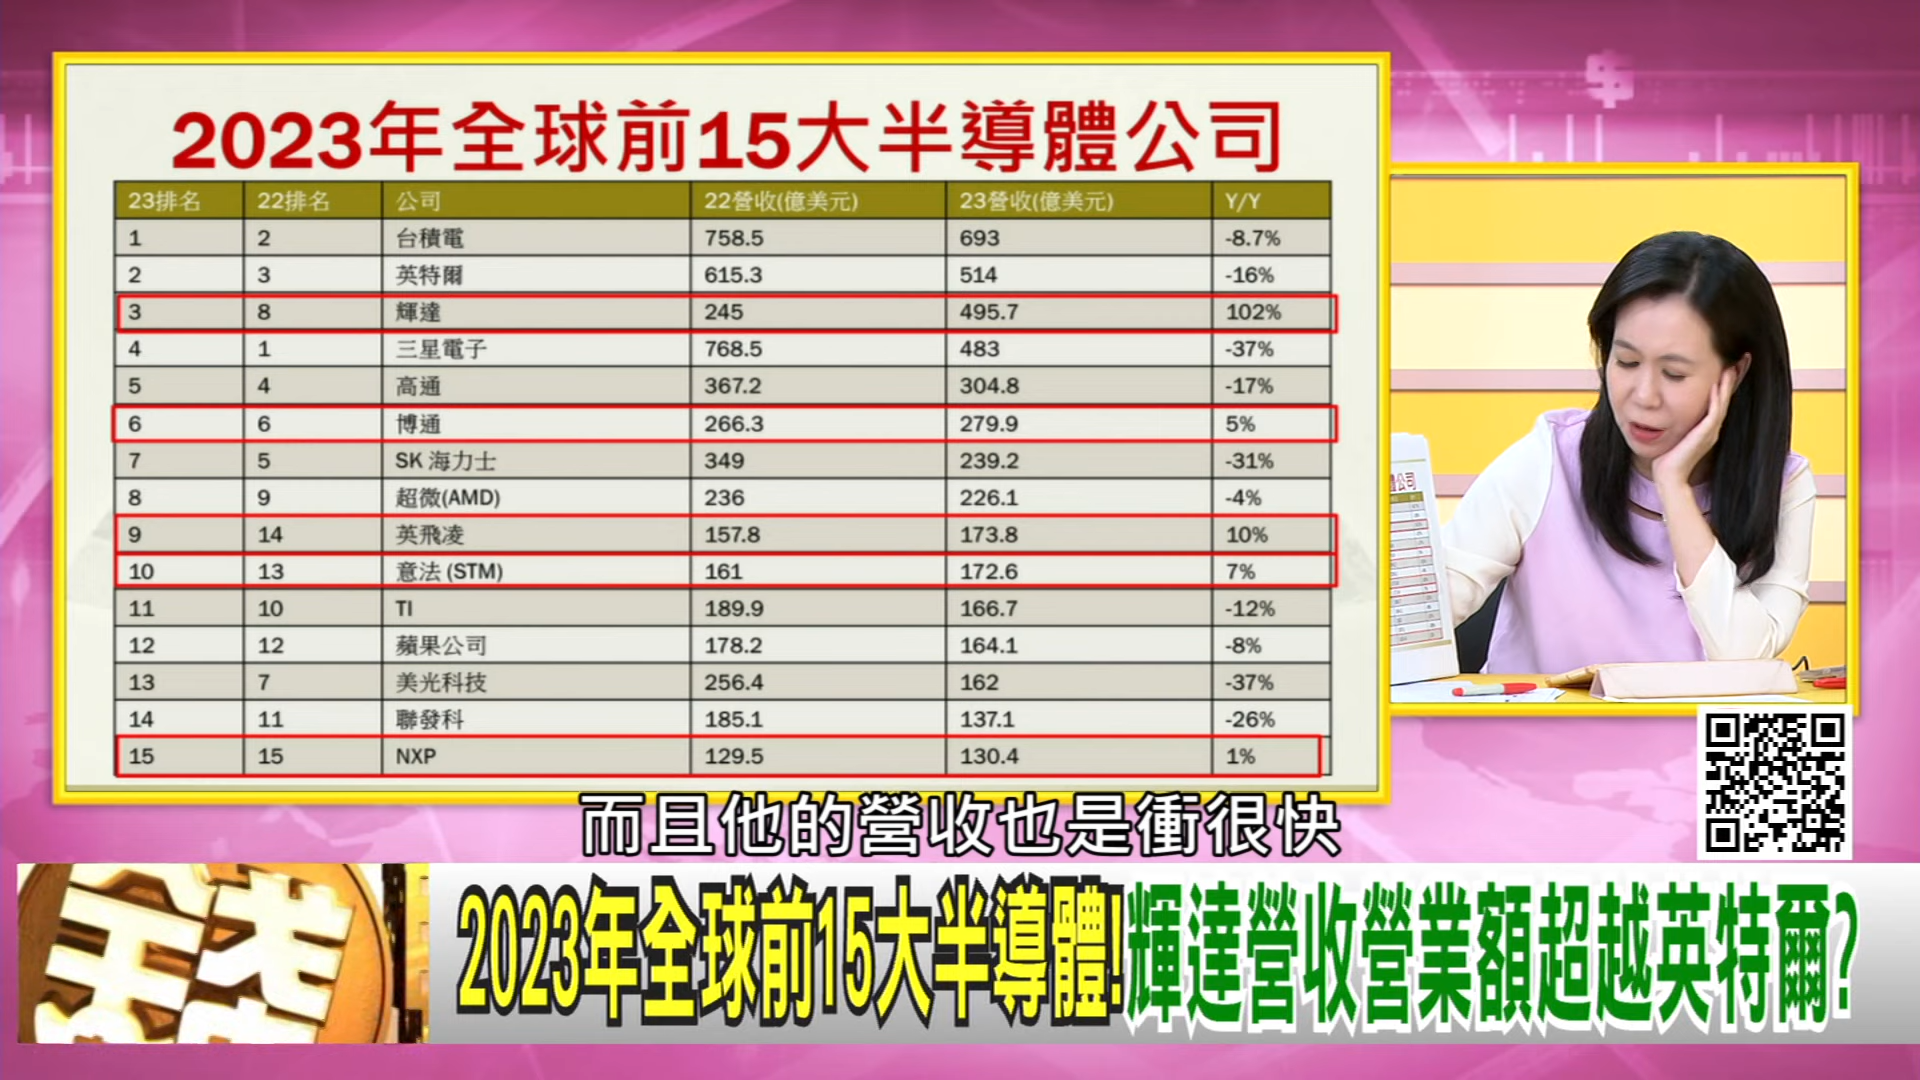 2023年全球前15大半導體公司
23排名 22排名 公司 22營收(億美元) 23營收(億美元) Y/Y
1 2 台積電 758.5 693 -8.7%
2 3 英特爾 615.3 514 -16%
3 8 輝達 245 495.7 102%
4 1 三星電子 768.5 483 -37%
5 4 高通 367.2 304.8 -17%
6 6 博通 266.3 279.9 5%
7 5 SK 海力士 349 239.2 -31%
8 9 超微(AMD) 236 226.1 -4%
9 14 英飛凌 157.8 173.8 10%
10 13 意法 (STM) 161 172.6 7%
11 10 TI 189.9 166.7 -12%
12 12 蘋果公司 178.2 164.1 -8%
13 7 美光科技 256.4 162 -37%
14 11 聯發科 185.1 137.1 -26%
15 15 NXP 129.5 130.4 1%
體公司
而且他的營收也是衝很快
2023年全球前15大半導體!輝達營收營業額超越英特爾?